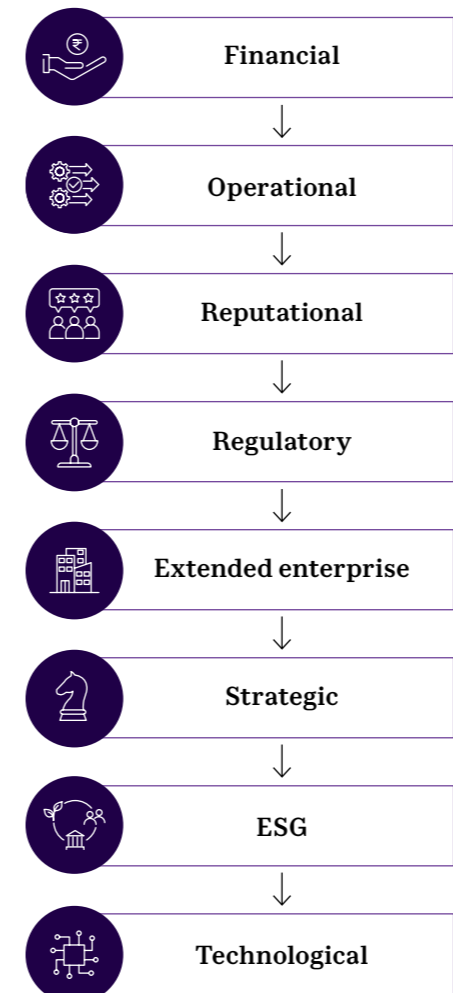 ₹
Financial
Operational
Reputational
Regulatory
Extended enterprise
Strategic
ESG
Technological